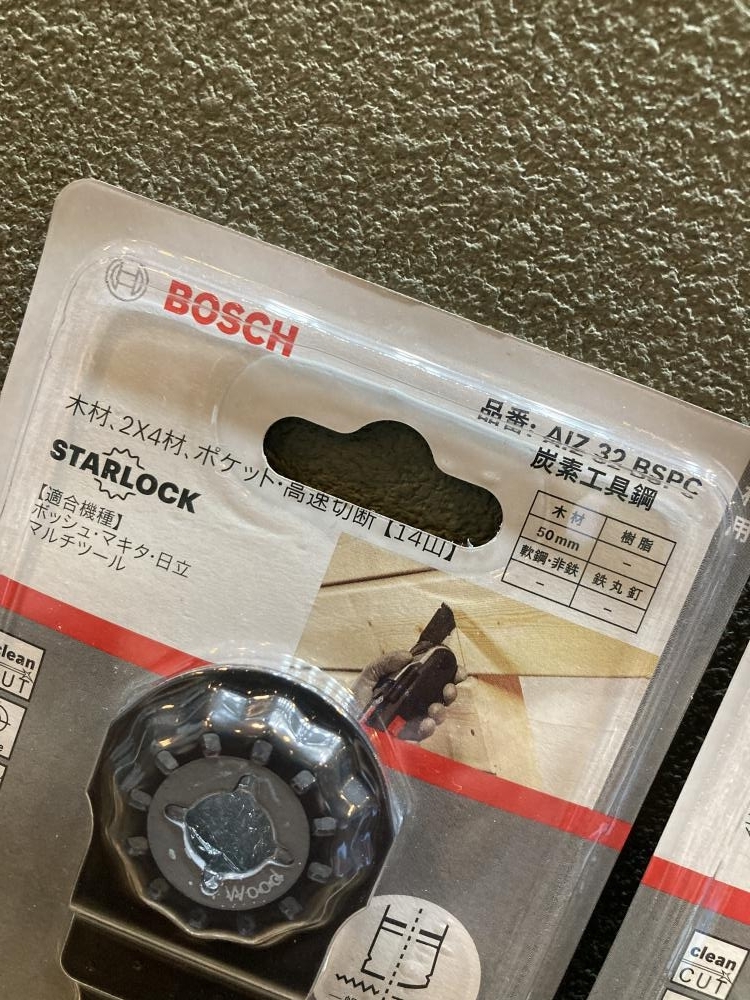 BOSCH
品番: AIZ 32 BSPC
炭素工具鋼
木材、2X4材、ポケット・高速切断【14山】
STARLOCK
【適合機種】
ボッシュ・マキタ・日立
マルチツール
木材 樹脂
50mm –
軟鋼・非鉄 鉄丸釘
– –
clean
CUT
Wood
用
clean
CUT